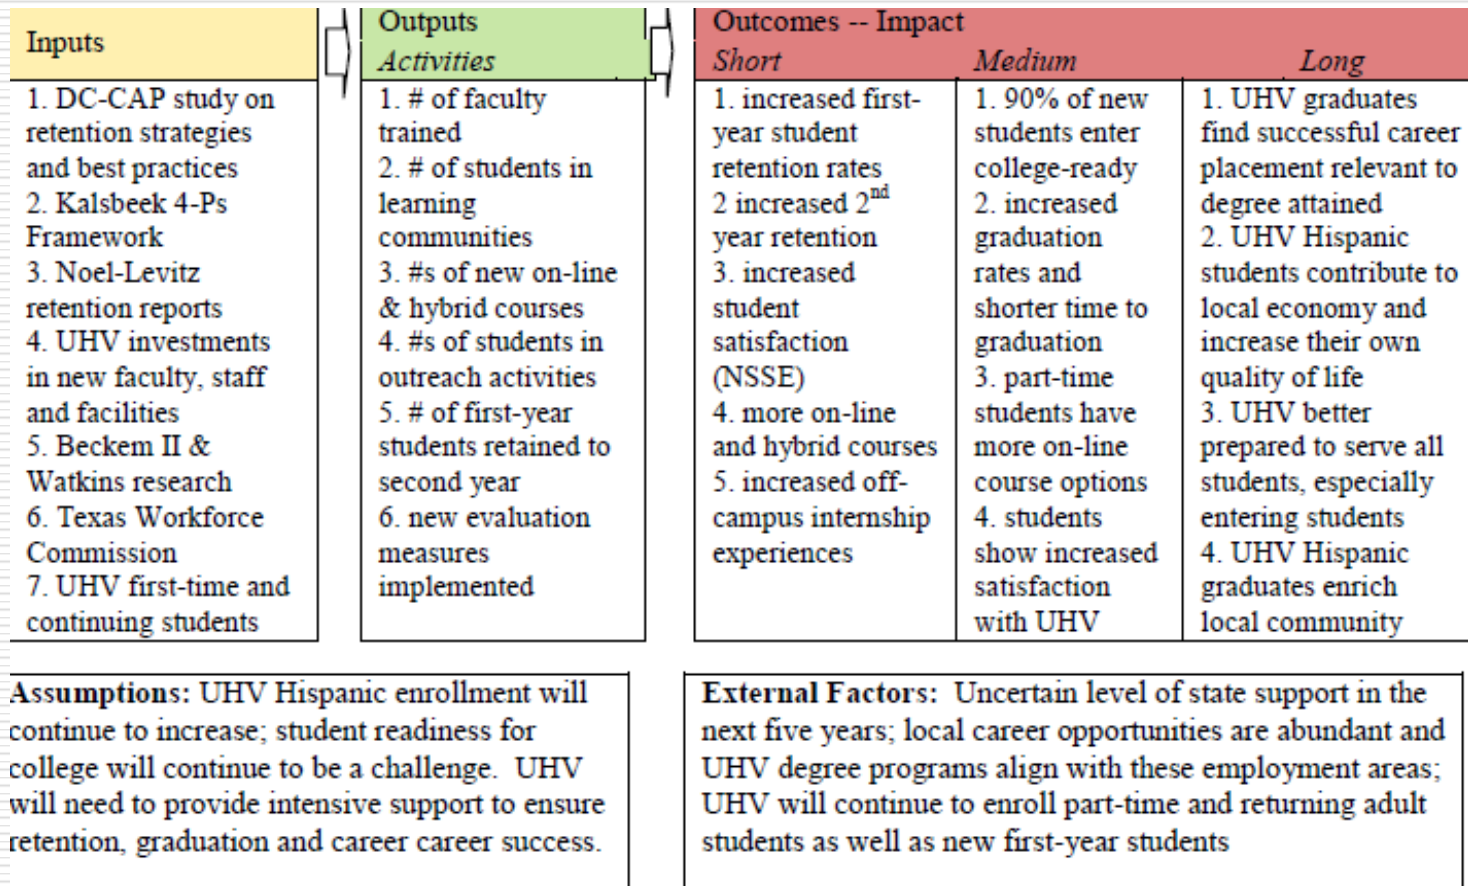 Inputs
1. DC-CAP study on
retention strategies
and best practices
2. Kalsbeek 4-Ps
Framework
3. Noel-Levitz
retention reports
4. UHV investments
in new faculty, staff
and facilities
5. Beckem II &
Watkins research
6. Texas Workforce
Commission
7. UHV first-time and
continuing students
Outputs
Activities
1. # of faculty
trained
2. # of students in
learning
communities
3. #s of new on-line
& hybrid courses
4. #s of students in
outreach activities
5. # of first-year
students retained to
second year
6. new evaluation
measures
implemented
Outcomes -- Impact
Short
1. increased first-
year student
retention rates
2 increased 2nd
year retention
3. increased
student
satisfaction
(NSSE)
4. more on-line
and hybrid courses
5. increased off-
campus internship
experiences
Medium
1. 90% of new
students enter
college-ready
2. increased
graduation
rates and
shorter time to
graduation
3. part-time
students have
more on-line
course options
4. students
show increased
satisfaction
with UHV
Long
1. UHV graduates
find successful career
placement relevant to
degree attained
2. UHV Hispanic
students contribute to
local economy and
increase their own
quality of life
3. UHV better
prepared to serve all
students, especially
entering students
4. UHV Hispanic
graduates enrich
local community
Assumptions: UHV Hispanic enrollment will
continue to increase; student readiness for
college will continue to be a challenge. UHV
will need to provide intensive support to ensure
retention, graduation and career career success.
External Factors: Uncertain level of state support in the
next five years; local career opportunities are abundant and
UHV degree programs align with these employment areas;
UHV will continue to enroll part-time and returning adult
students as well as new first-year students